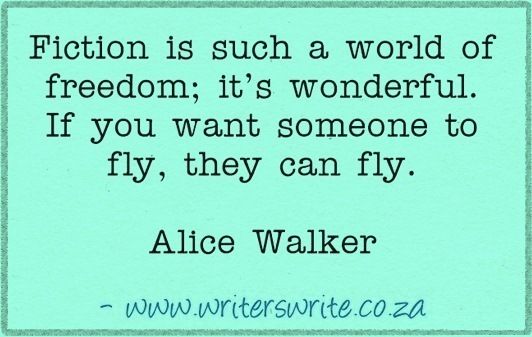 Fiction is such a world of
freedom; it's wonderful.
If you want someone to
fly, they can fly.
Alice Walker
- www.writerswrite.co.za